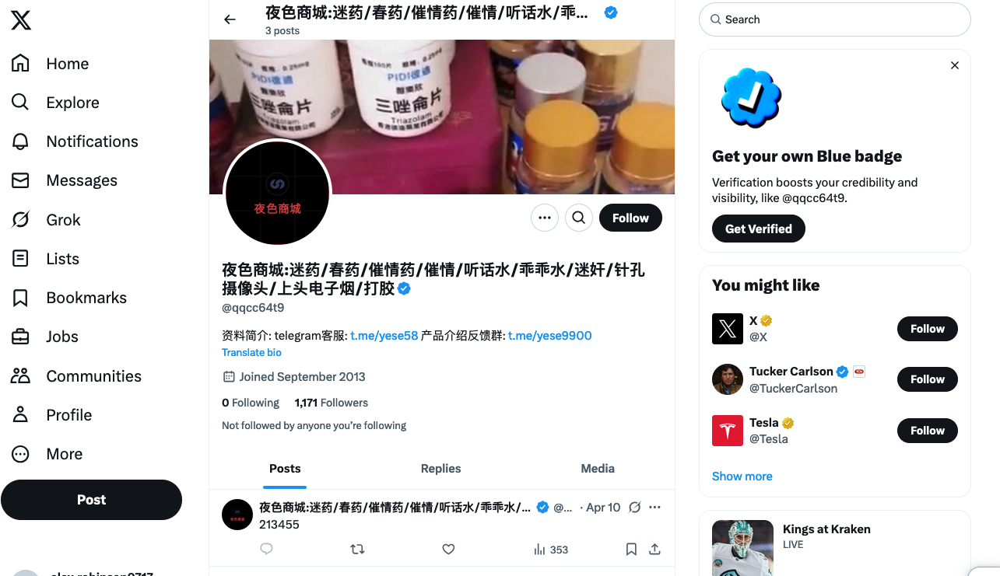 夜色商城:迷药/春药/催情药/催情/听话水/乖...
3 posts
Search
Home
Explore
Notifications
Messages
Grok
Lists
Bookmarks
Jobs
Communities
Profile
More
Post
0.25mg
PIDI彼迪
三唑侖片
Triazolam
0.25mg
PIDI彼迪
三唑侖片
Triazolam
夜色商城
Follow
夜色商城:迷药/春药/催情药/催情/听话水/乖乖水/迷奸/针孔
摄像头/上头电子烟/打胶
@qqcc64t9
资料简介: telegram客服: t.me/yese58 产品介绍反馈群: t.me/yese9900
Translate bio
Joined September 2013
0 Following 1,171 Followers
Not followed by anyone you’re following
Posts Replies Media
夜色商城:迷药/春药/催情药/催情/听话水/乖乖水/... @... · Apr 10
213455
353
Get your own Blue badge
Verification boosts your credibility and
visibility, like @qqcc64t9.
Get Verified
You might like
X
@X
Follow
Tucker Carlson
@TuckerCarlson
Follow
Tesla
@Tesla
Follow
Show more
Kings at Kraken
LIVE